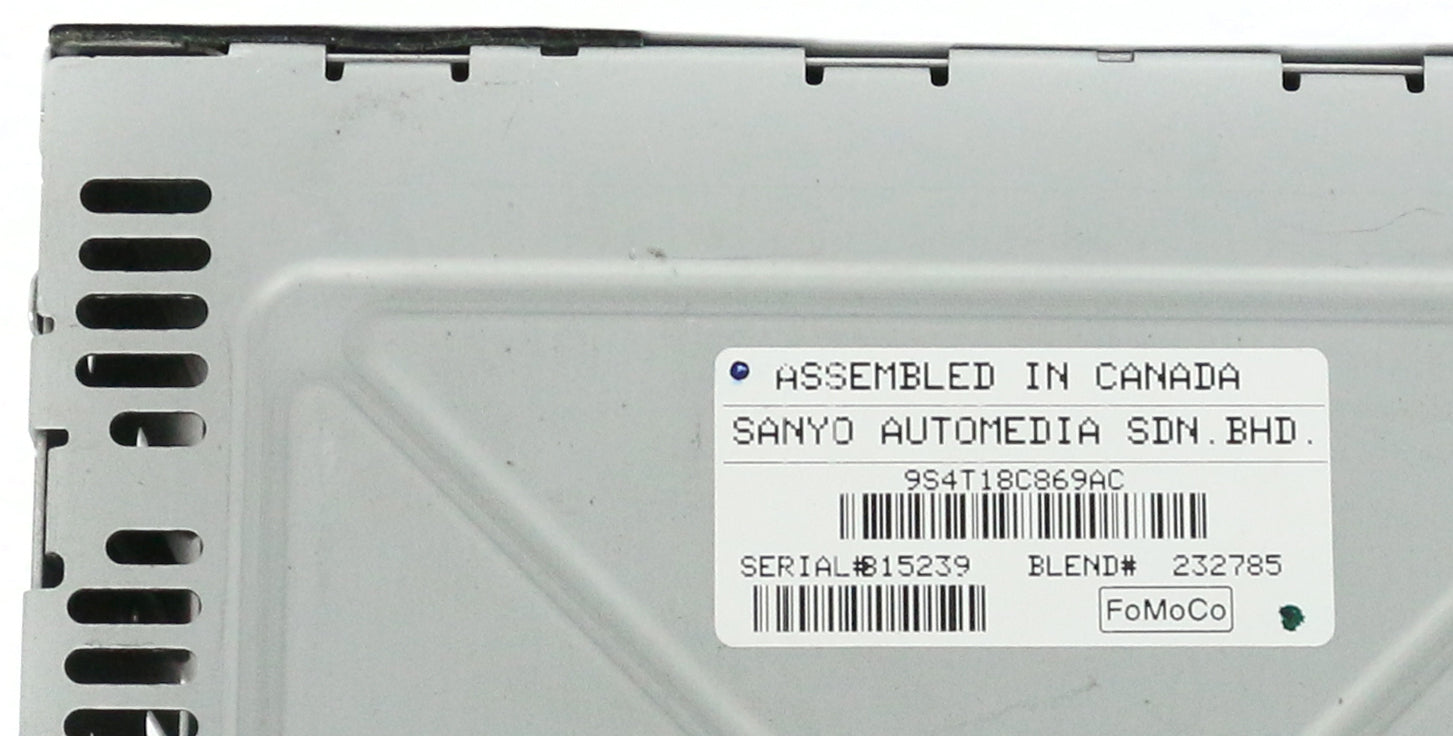 ASSEMBLED IN CANADA
SANYO AUTOMEDIA SDN.BHD.
9S4T18C869AC
SERIAL#815239 BLEND# 232785
FoMoCo